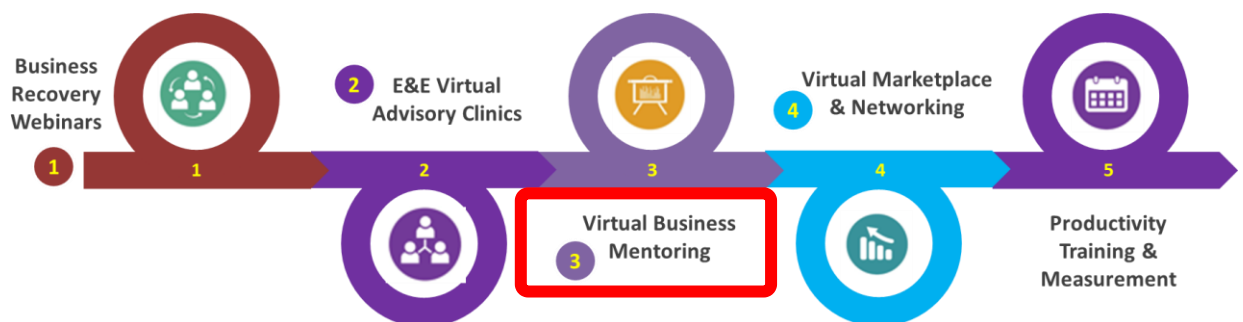 Business
Recovery
Webinars
1
1
2
E&E Virtual
Advisory Clinics
2
3
Virtual Business
Mentoring
3
4
Virtual Marketplace
& Networking
4
5
Productivity
Training &
Measurement